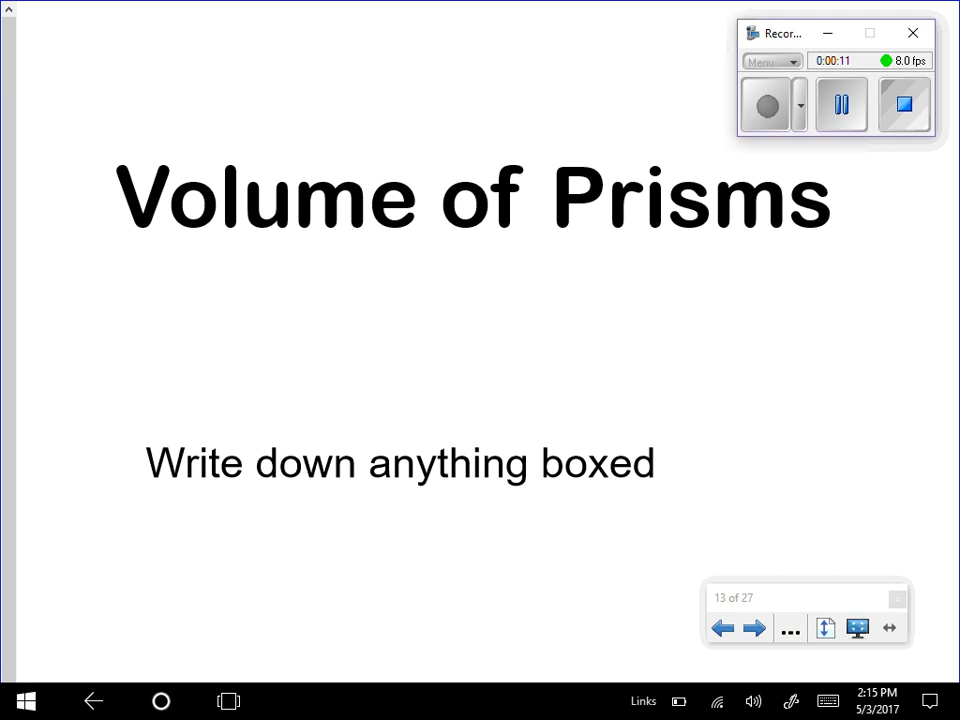 Recor...
Menu
0:00:11
8.0 fps
Volume of Prisms
Write down anything boxed
13 of 27
...
Links
2:15 PM
5/3/2017